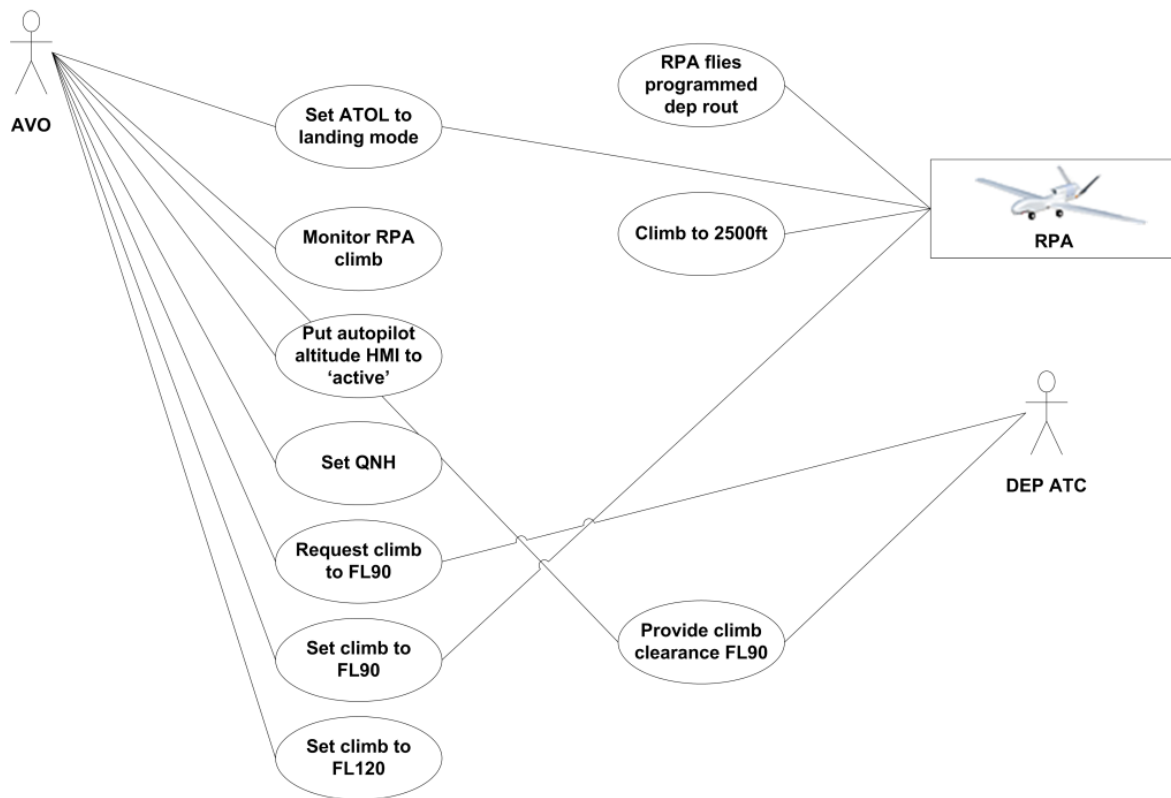 AVO
Set ATOL to
landing mode
Monitor RPA
climb
Put autopilot
altitude HMI to
‘active’
Set QNH
Request climb
to FL90
Set climb to
FL90
Set climb to
FL120
RPA flies
programmed
dep rout
Climb to 2500ft
Provide climb
clearance FL90
RPA
DEP ATC